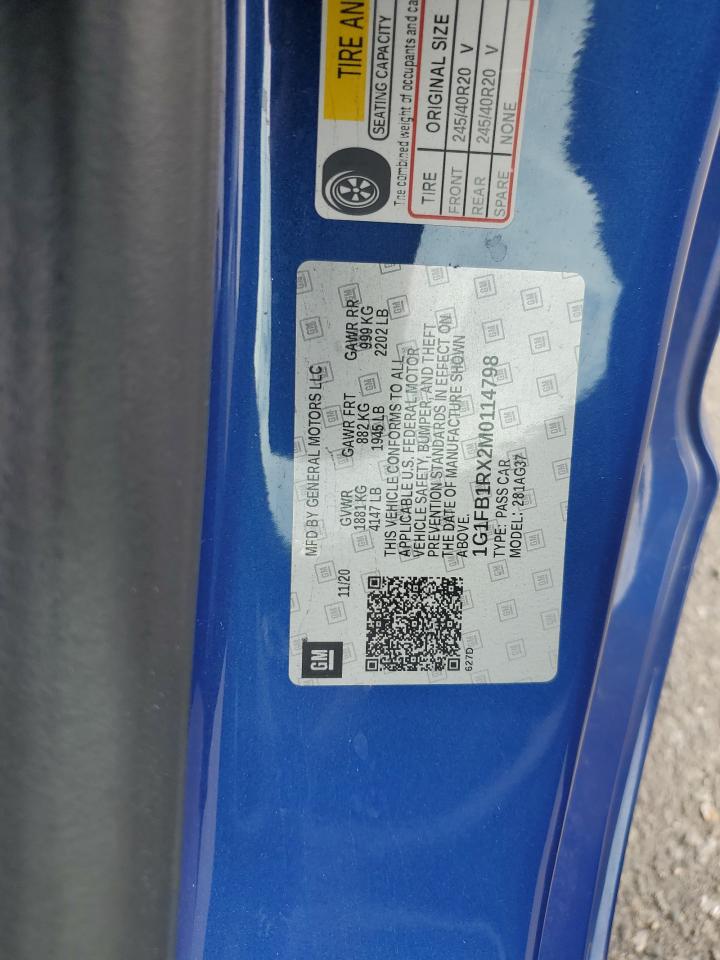 TIRE AN
SEATING CAPACITY
The combined weight of occupants and ca
TIRE ORIGINAL SIZE
FRONT 245/40R20 V
REAR 245/40R20 V
SPARE NONE
GM
MFD BY GENERAL MOTORS LLC
11/20
GVWR GAWR FRT GAWR RR
1881 KG 882 KG 999 KG
4147 LB 1945 LB 2202 LB
THIS VEHICLE CONFORMS TO ALL
APPLICABLE U.S. FEDERAL MOTOR
VEHICLE SAFETY, BUMPER, AND THEFT
PREVENTION STANDARDS IN EFFECT ON
THE DATE OF MANUFACTURE SHOWN
ABOVE.
1G1FB1RX2M0114798
TYPE: PASS CAR
MODEL: 281AG37
627D